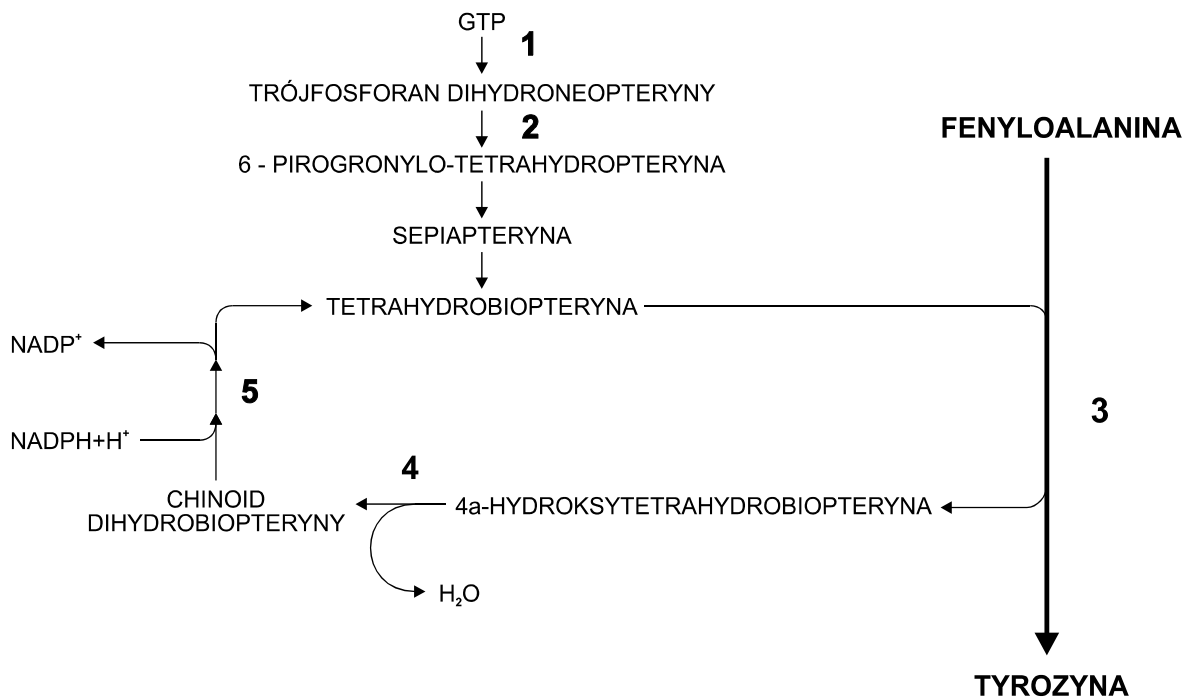 GTP
1
TRÓJFOSFORAN DIHYDRONEOPTERYNY
2
FENYLOALANINA
6 - PIROGRONYLO-TETRAHYDROPTERYNA
SEPIAPTERYNA
TETRAHYDROBIOPTERYNA
NADP⁺
5
3
NADPH+H⁺
4
CHINOID
DIHYDROBIOPTERYNY
4a-HYDROKSYTETRAHYDROBIOPTERYNA
H₂O
TYROZYNA